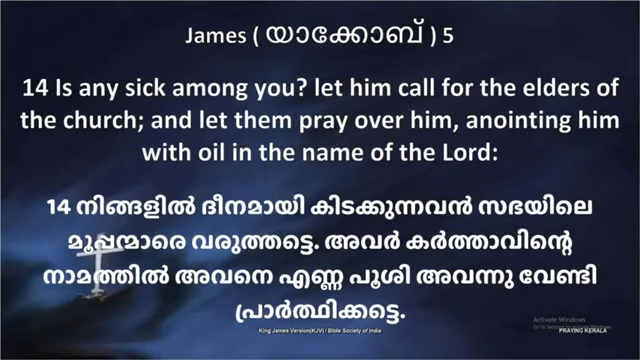 James ( യാക്കോബ് ) 5
14 Is any sick among you? let him call for the elders of
the church; and let them pray over him, anointing him
with oil in the name of the Lord:
14 നിങ്ങളിൽ ദീനമായി കിടക്കുന്നവൻ സഭയിലെ
മൂപ്പന്മാരെ വരുത്തട്ടെ. അവർ കർത്താവിന്റെ
നാമത്തിൽ അവനെ എണ്ണ പൂശി അവന്നു വേണ്ടി
പ്രാർത്ഥിക്കട്ടെ.
King James Version(KJV) / Bible Society of India
Activate Windows
PRAYING KERALA